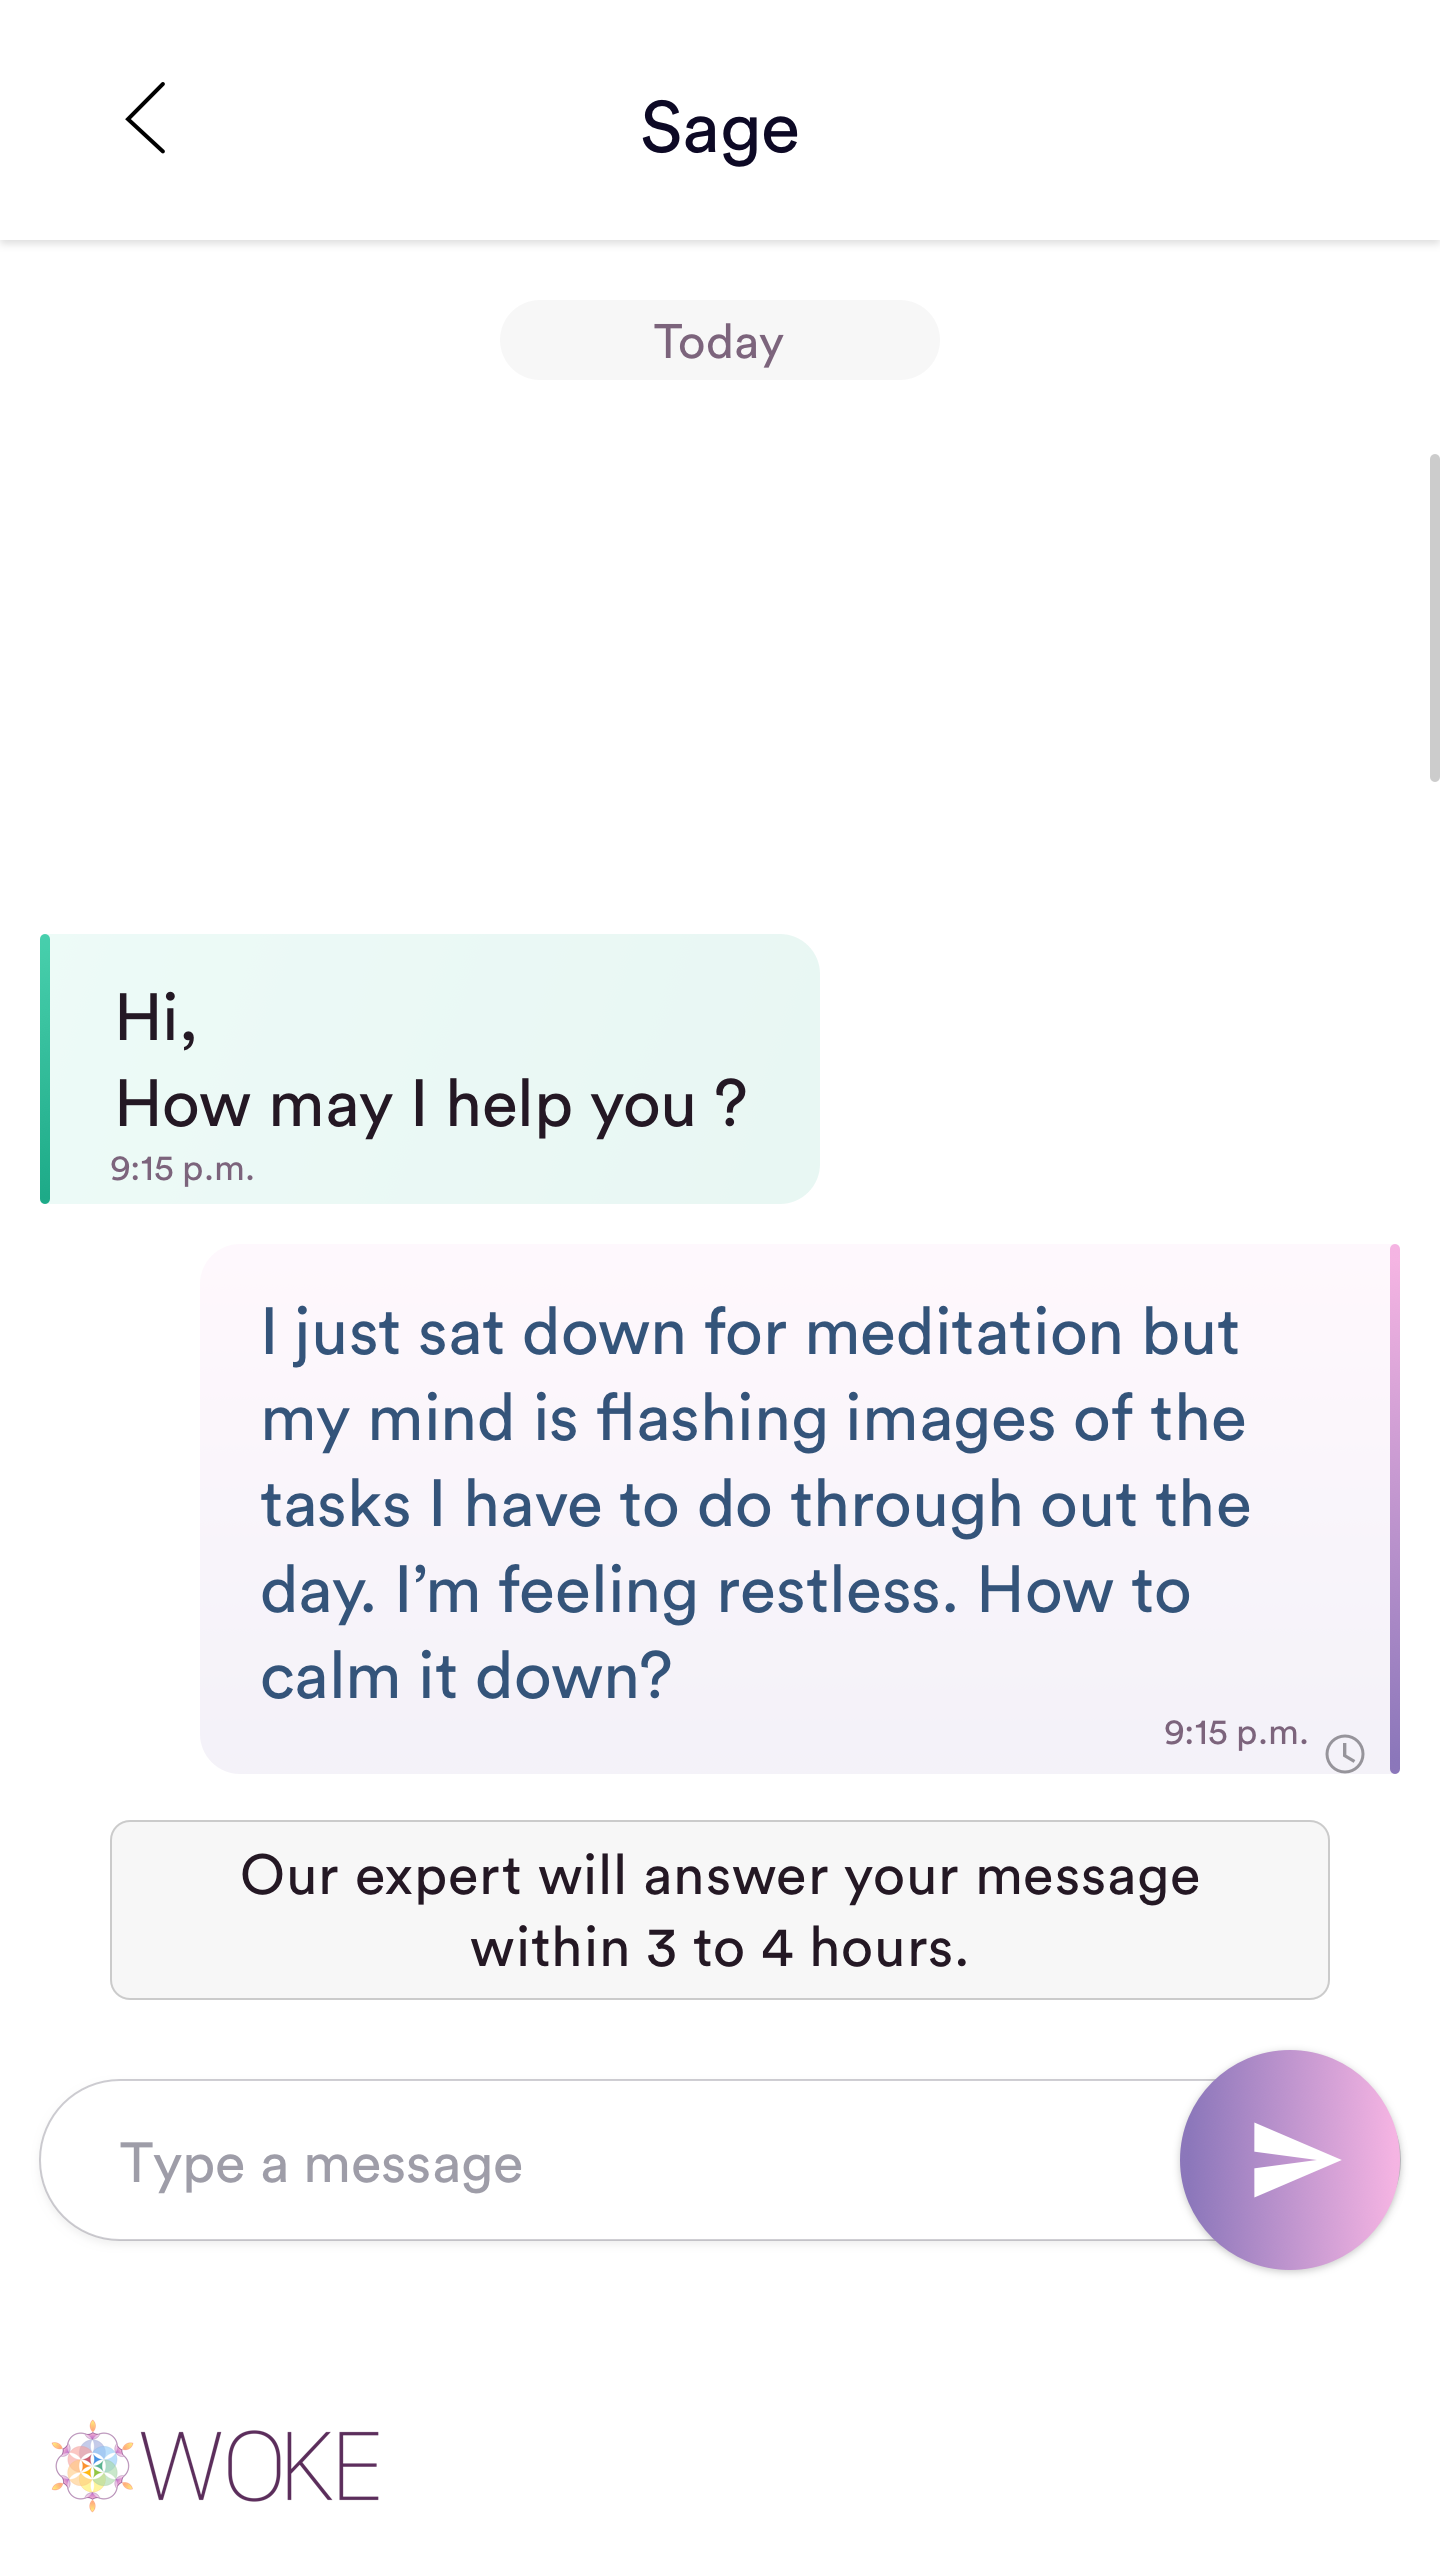 Sage
Today
Hi,
How may I help you ?
9:15 p.m.
I just sat down for meditation but
my mind is flashing images of the
tasks I have to do through out the
day. I’m feeling restless. How to
calm it down?
9:15 p.m.
Our expert will answer your message
within 3 to 4 hours.
Type a message
WOKE